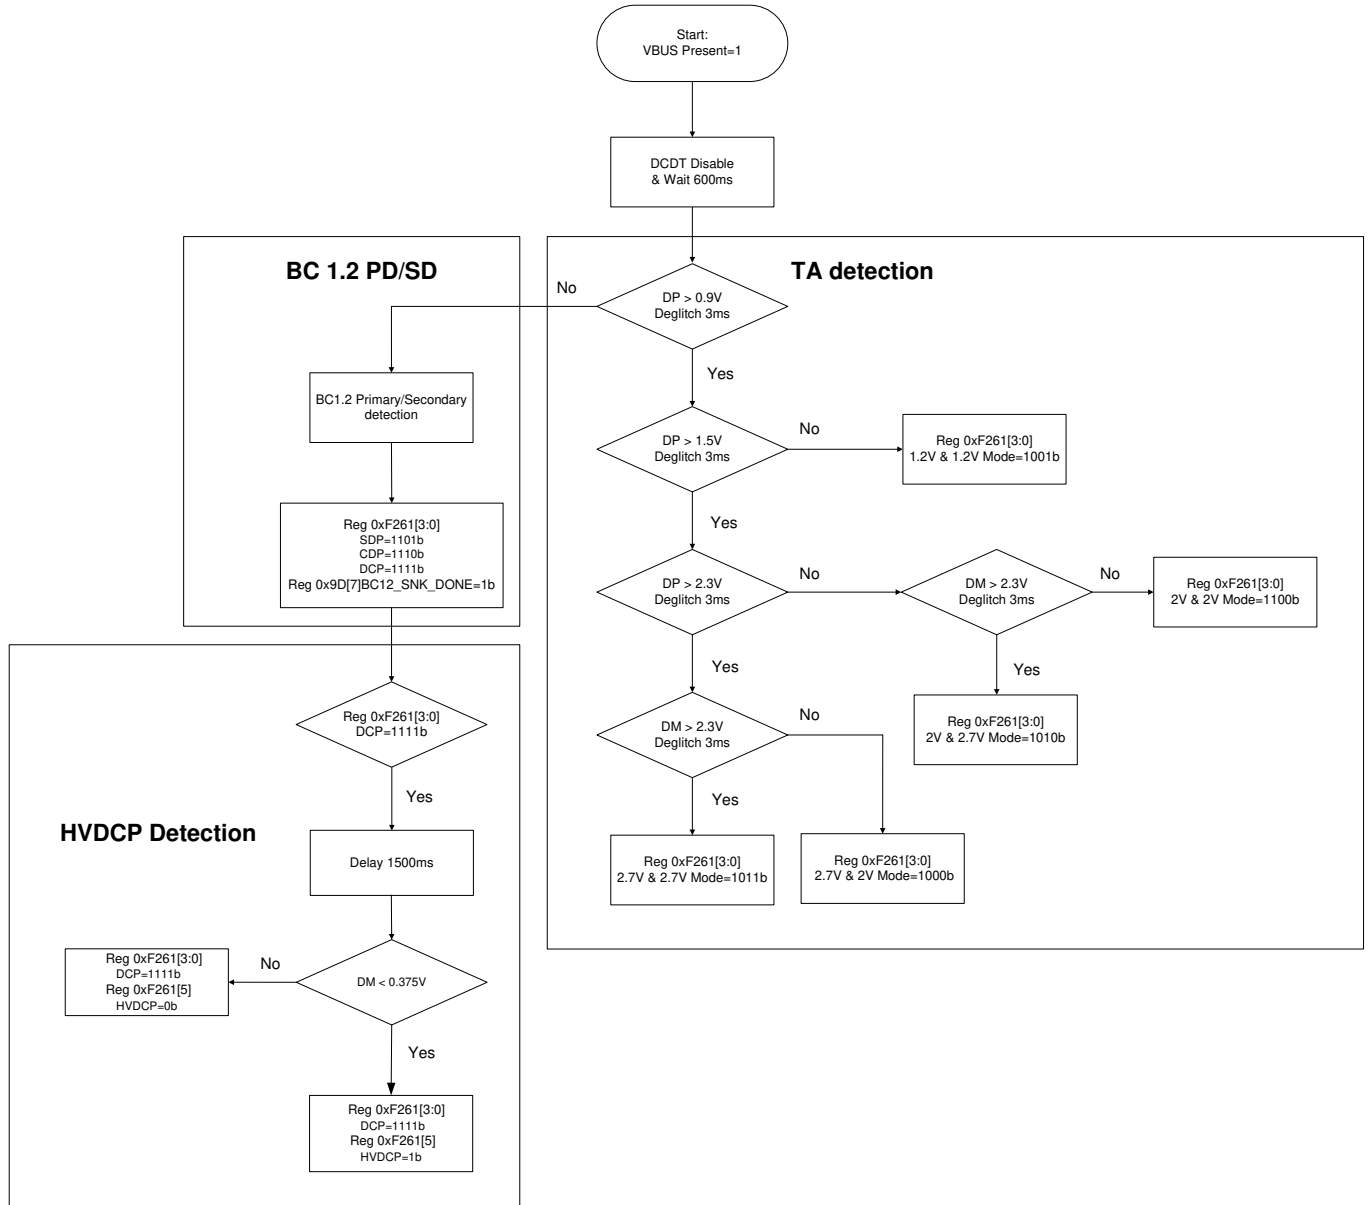 Start:
VBUS Present=1
DCDT Disable
& Wait 600ms
BC 1.2 PD/SD
TA detection
No
DP > 0.9V
Deglitch 3ms
Yes
BC1.2 Primary/Secondary
detection
DP > 1.5V
Deglitch 3ms
No
Reg 0xF261[3:0]
1.2V & 1.2V Mode=1001b
Yes
Reg 0xF261[3:0]
SDP=1101b
CDP=1110b
DCP=1111b
Reg 0x9D[7]BC12_SNK_DONE=1b
DP > 2.3V
Deglitch 3ms
No
DM > 2.3V
Deglitch 3ms
No
Reg 0xF261[3:0]
2V & 2V Mode=1100b
Yes
Yes
Reg 0xF261[3:0]
DCP=1111b
DM > 2.3V
Deglitch 3ms
No
Reg 0xF261[3:0]
2V & 2.7V Mode=1010b
Yes
Yes
HVDCP Detection
Delay 1500ms
Reg 0xF261[3:0]
2.7V & 2.7V Mode=1011b
Reg 0xF261[3:0]
2.7V & 2V Mode=1000b
Reg 0xF261[3:0]
DCP=1111b
Reg 0xF261[5]
HVDCP=0b
No
DM < 0.375V
Yes
Reg 0xF261[3:0]
DCP=1111b
Reg 0xF261[5]
HVDCP=1b